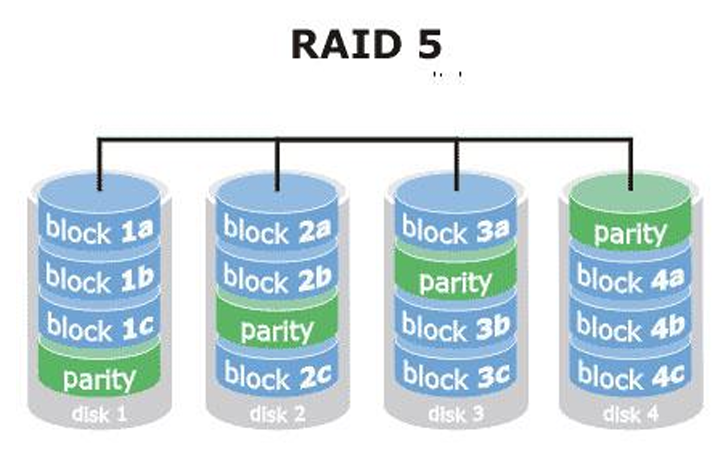 RAID 5
block 1a block 2a block 3a parity
block 1b block 2b parity block 4a
block 1c parity block 3b block 4b
parity block 2c block 3c block 4c
disk 1 disk 2 disk 3 disk 4